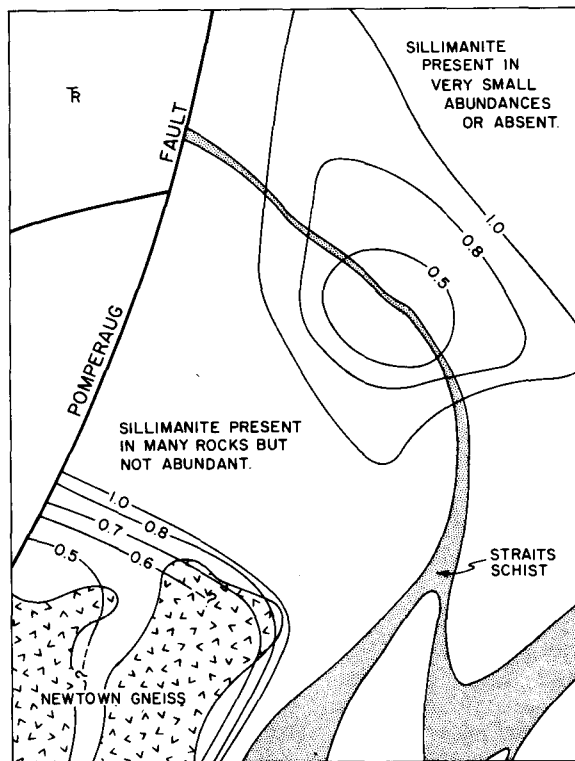 SILLIMANITE
PRESENT IN
VERY SMALL
ABUNDANCES
OR ABSENT.
TR
FAULT
1.0
0.8
0.5
POMPERAUG
SILLIMANITE PRESENT
IN MANY ROCKS BUT
NOT ABUNDANT.
1.0
0.8
0.7
0.6
0.5
?
?
STRAITS
SCHIST
NEWTOWN GNEISS